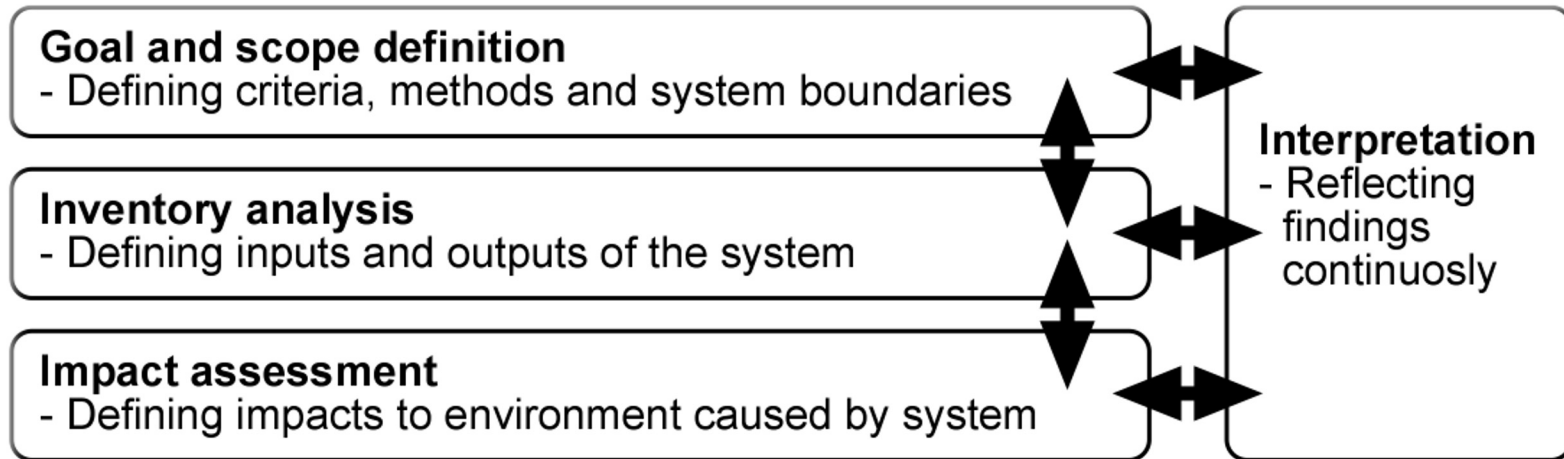 Goal and scope definition
- Defining criteria, methods and system boundaries
Inventory analysis
- Defining inputs and outputs of the system
Impact assessment
- Defining impacts to environment caused by system
Interpretation
- Reflecting
findings
continuosly